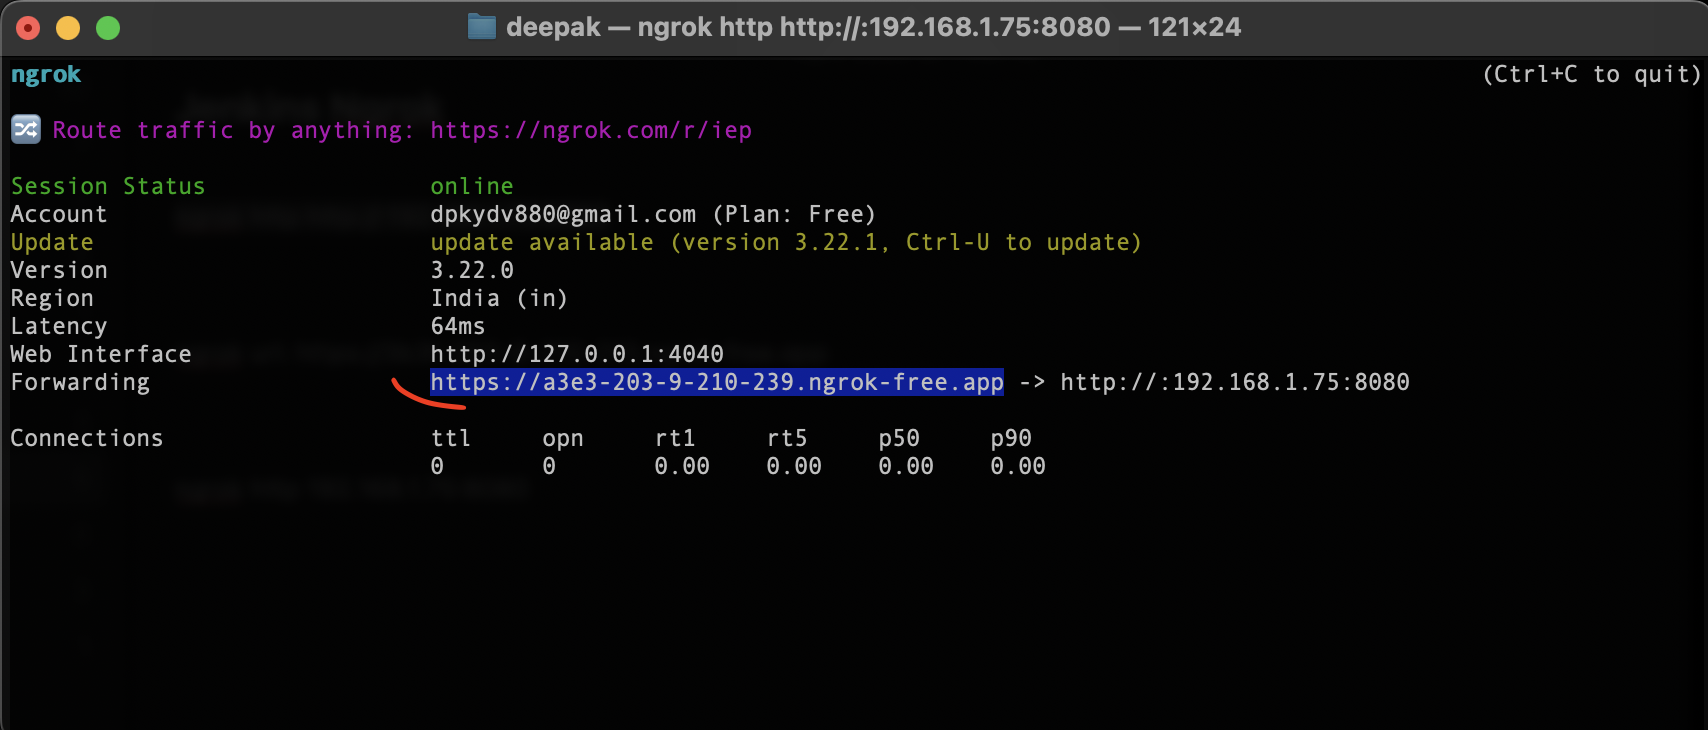 deepak — ngrok http http://:192.168.1.75:8080 — 121×24
ngrok (Ctrl+C to quit)
Route traffic by anything: https://ngrok.com/r/iep
Session Status online
Account dpkydv880@gmail.com (Plan: Free)
Update update available (version 3.22.1, Ctrl-U to update)
Version 3.22.0
Region India (in)
Latency 64ms
Web Interface http://127.0.0.1:4040
Forwarding https://a3e3-203-9-210-239.ngrok-free.app -> http://:192.168.1.75:8080
Connections ttl opn rt1 rt5 p50 p90
0 0 0.00 0.00 0.00 0.00